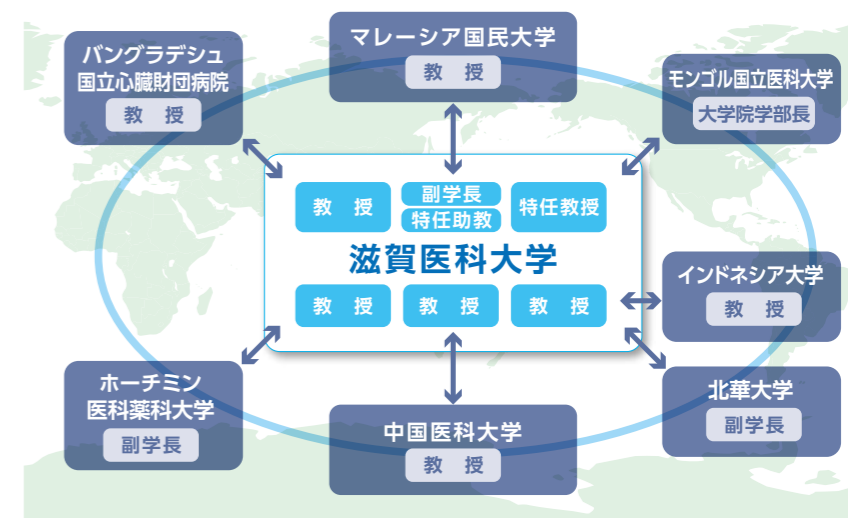 バングラデシュ
国立心臓財団病院
教 授
マレーシア国民大学
教 授
モンゴル国立医科大学
大学院学部長
教 授
副学長
特任助教
特任教授
滋賀医科大学
教 授
教 授
教 授
インドネシア大学
教 授
ホーチミン
医科薬科大学
副学長
中国医科大学
教 授
北華大学
副学長